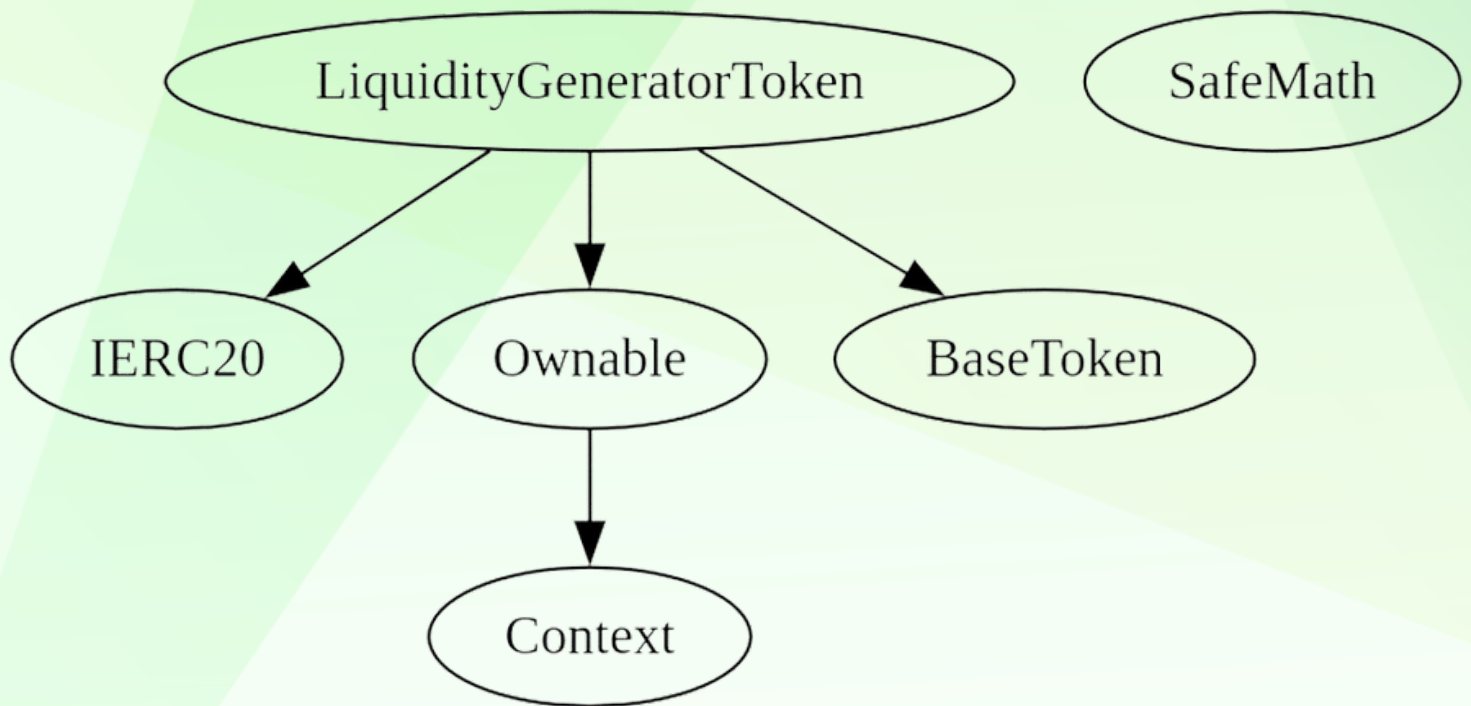 LiquidityGeneratorToken
SafeMath
IERC20
Ownable
BaseToken
Context